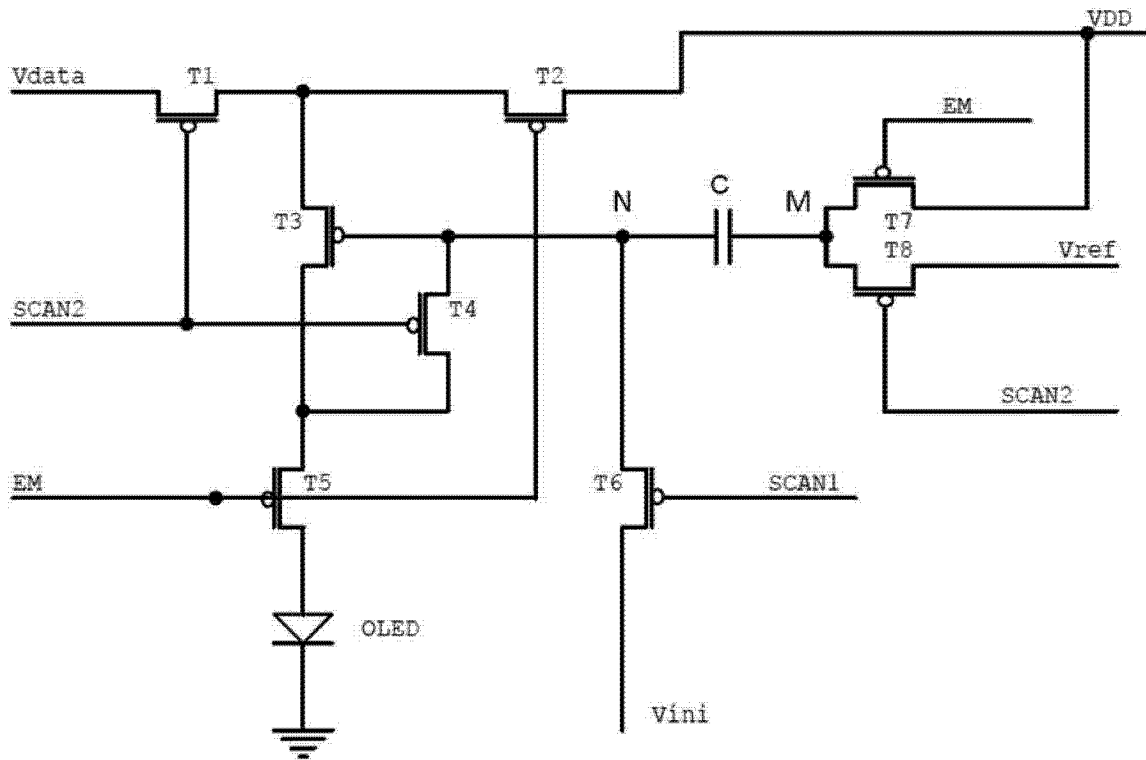 VDD
Vdata
T1
T2
EM
N
C
M
T3
T7
T8
Vref
SCAN2
T4
SCAN2
EM
T5
T6
SCAN1
OLED
Vini